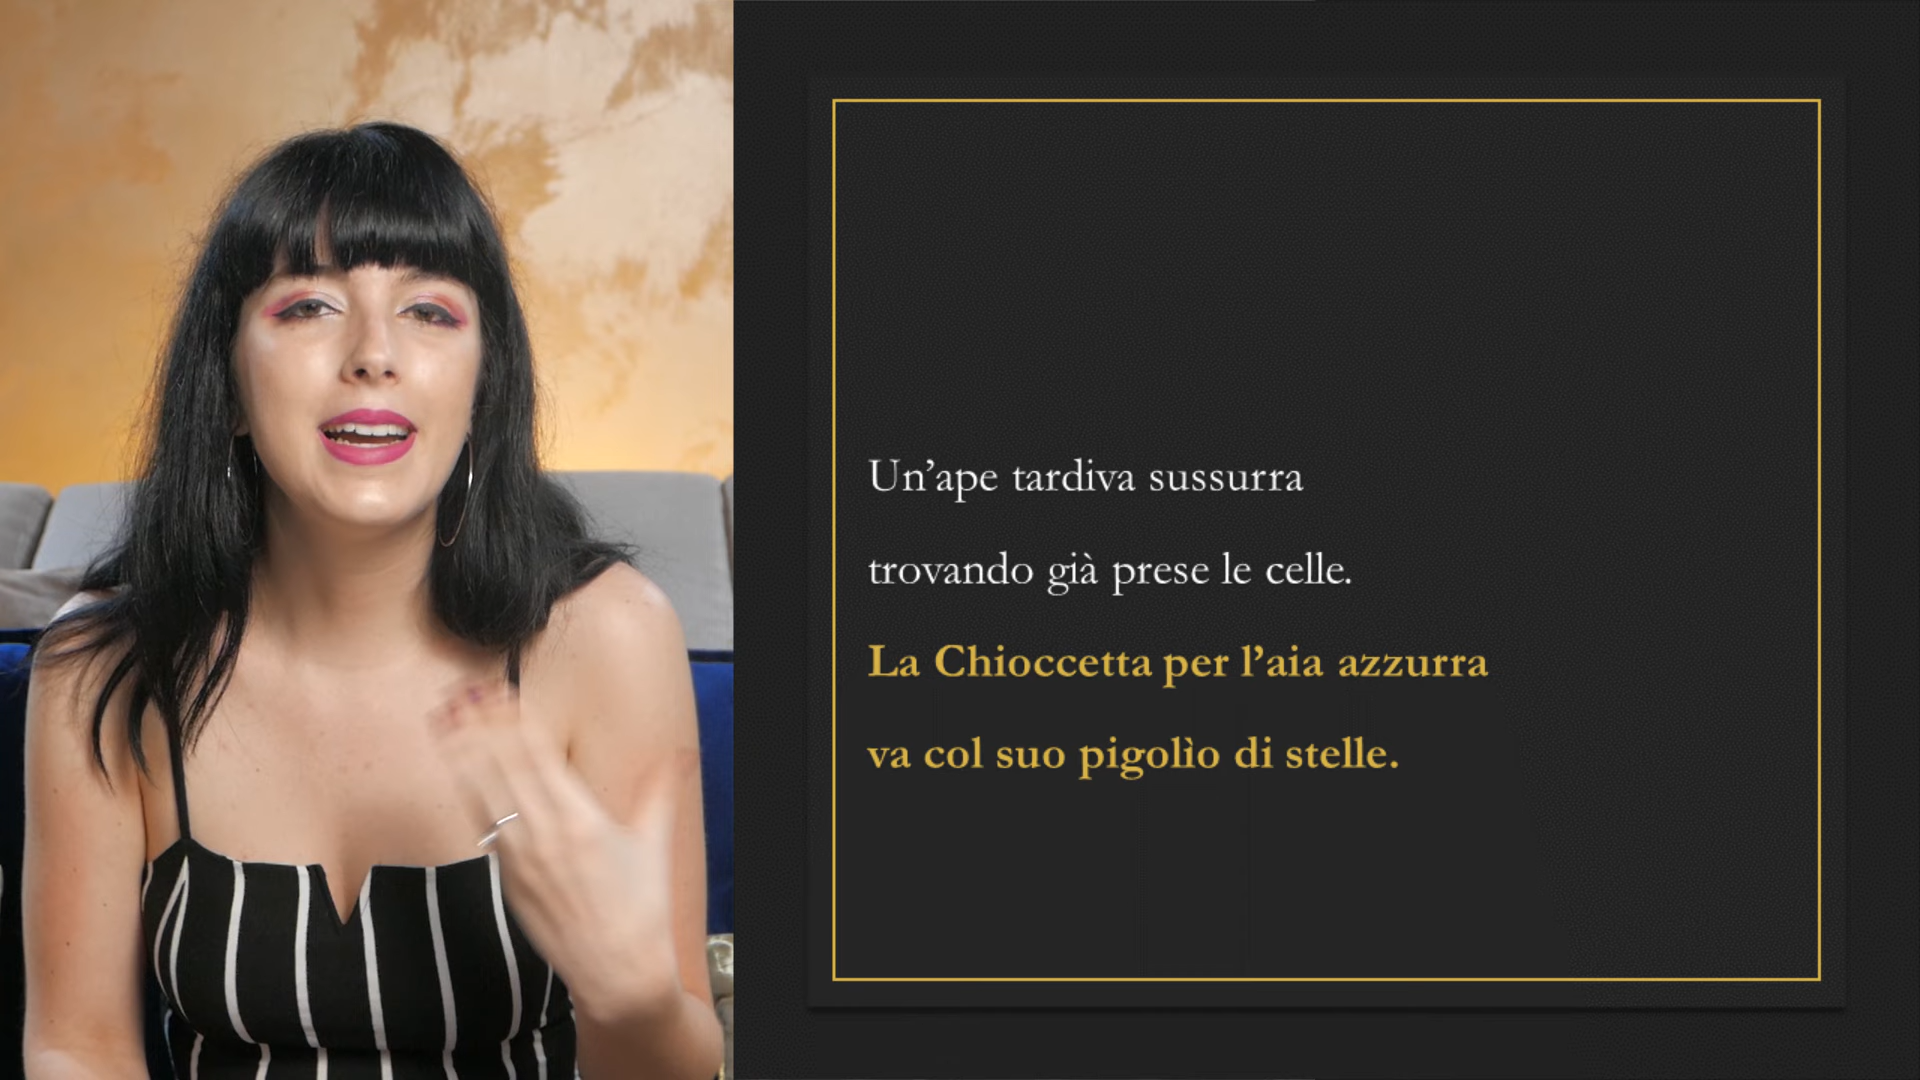 Un’ape tardiva sussurra
trovando già prese le celle.
La Chioccetta per l’aia azzurra
va col suo pigolìo di stelle.